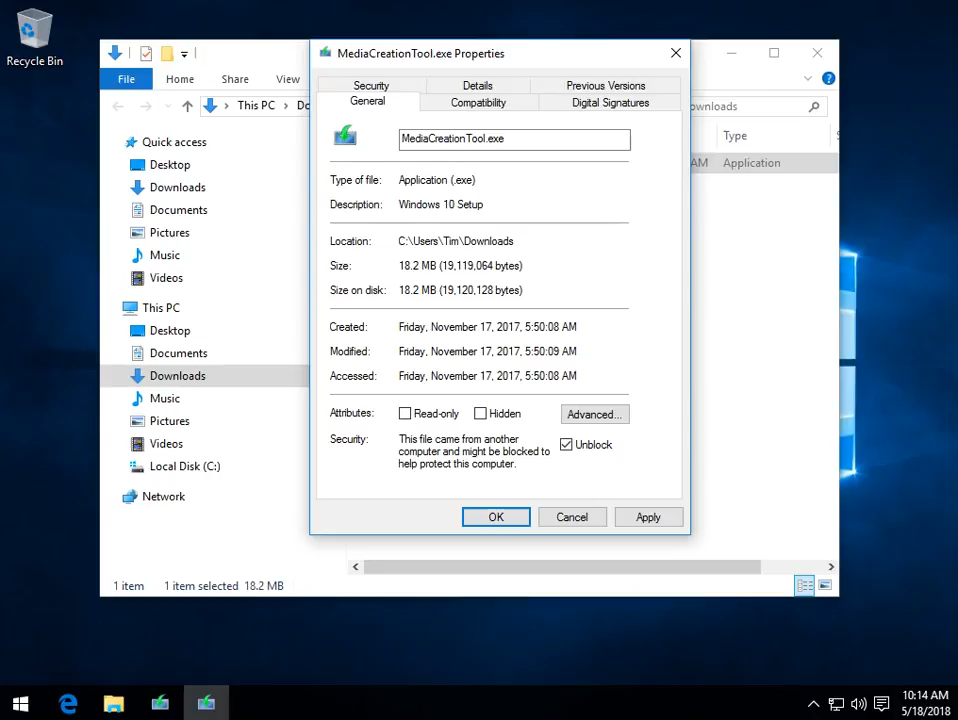 Recycle Bin
MediaCreationTool.exe Properties
File
Home
Share
View
This PC
ownloads
Type
AM
Application
Quick access
Desktop
Downloads
Documents
Pictures
Music
Videos
This PC
Desktop
Documents
Downloads
Music
Pictures
Videos
Local Disk (C:)
Network
1 item
1 item selected 18.2 MB
Security
Details
Previous Versions
General
Compatibility
Digital Signatures
MediaCreationTool.exe
Type of file: Application (.exe)
Description: Windows 10 Setup
Location: C:\Users\Tim\Downloads
Size: 18.2 MB (19,119,064 bytes)
Size on disk: 18.2 MB (19,120,128 bytes)
Created: Friday, November 17, 2017, 5:50:08 AM
Modified: Friday, November 17, 2017, 5:50:09 AM
Accessed: Friday, November 17, 2017, 5:50:08 AM
Attributes: Read-only Hidden Advanced...
Security: This file came from another
computer and might be blocked to
help protect this computer.
Unblock
OK
Cancel
Apply
10:14 AM
5/18/2018